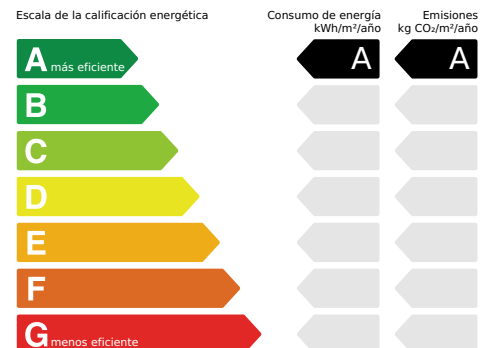 Escala de la calificación energética
Consumo de energía
kWh/m²/año
Emisiones
kg CO₂/m²/año
A más eficiente
A
A
B
C
D
E
F
G menos eficiente